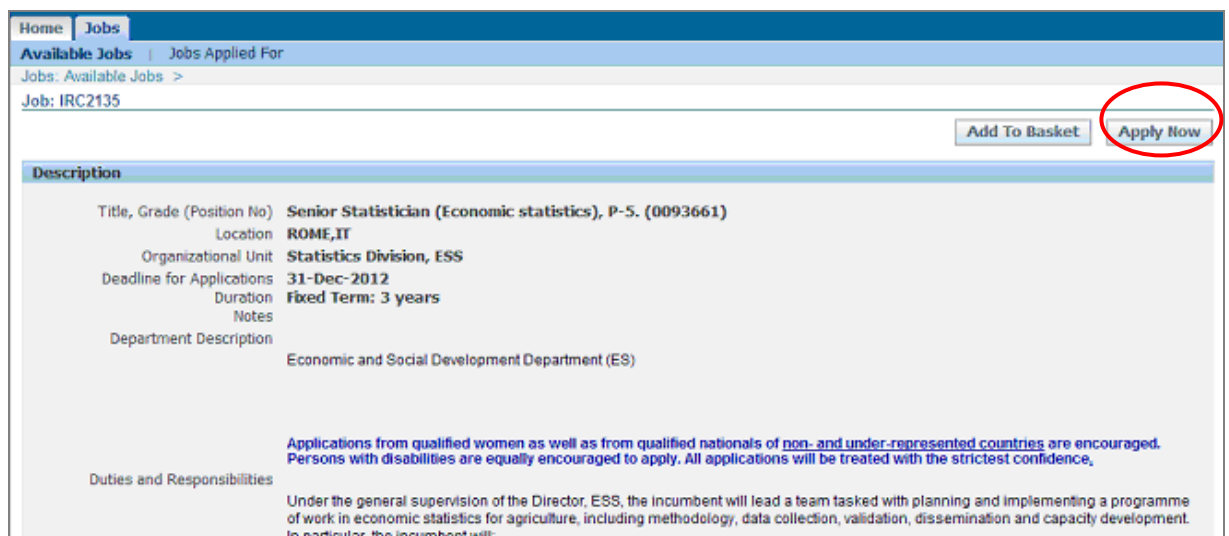 Home Jobs
Available Jobs | Jobs Applied For
Jobs: Available Jobs >
Job: IRC2135
Add To Basket Apply Now
Description
Title, Grade (Position No) Senior Statistician (Economic statistics), P-5. (0093661)
Location ROME,IT
Organizational Unit Statistics Division, ESS
Deadline for Applications 31-Dec-2012
Duration Fixed Term: 3 years
Notes
Department Description
Economic and Social Development Department (ES)
Applications from qualified women as well as from qualified nationals of non- and under-represented countries are encouraged.
Persons with disabilities are equally encouraged to apply. All applications will be treated with the strictest confidence.
Duties and Responsibilities
Under the general supervision of the Director, ESS, the incumbent will lead a team tasked with planning and implementing a programme
of work in economic statistics for agriculture, including methodology, data collection, validation, dissemination and capacity development.
In particular, the incumbent will: